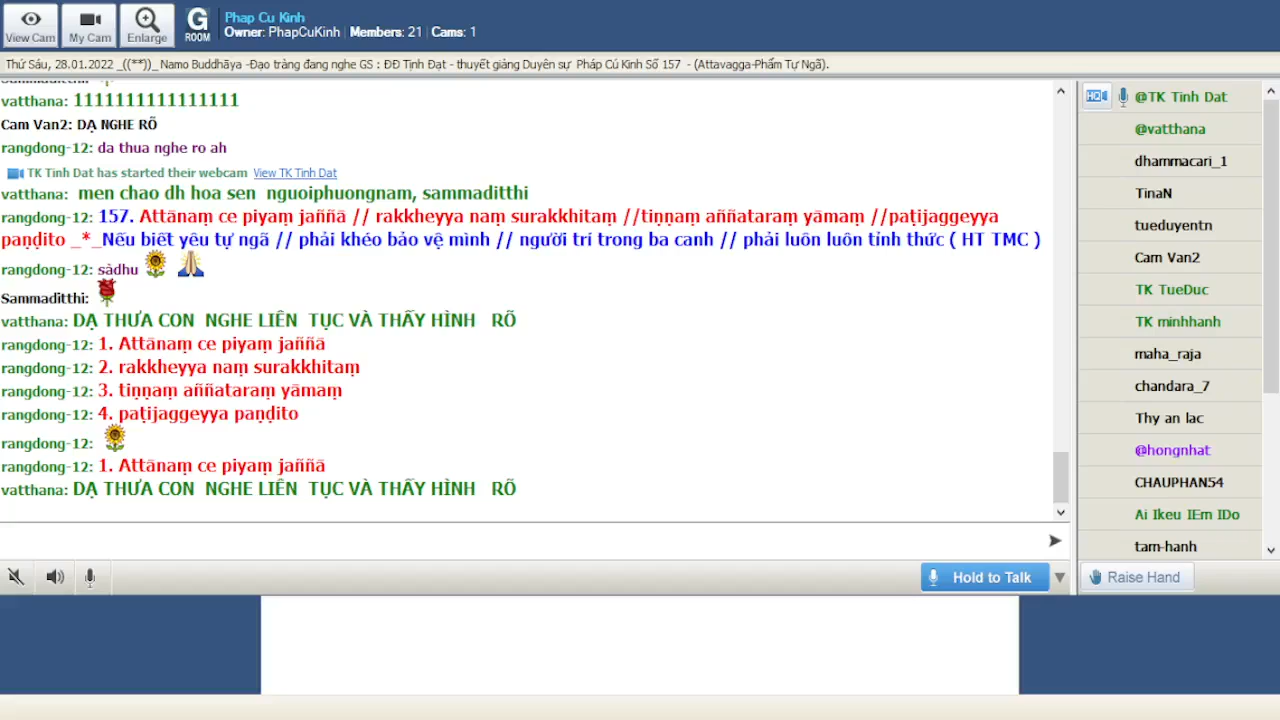 View Cam
My Cam
Enlarge
G
ROOM
Phap Cu Kinh
Owner: PhapCuKinh Members: 21 Cams: 1
Thứ Sáu, 28.01.2022 _((**))_ Namo Buddhāya -Đạo tràng đang nghe GS : ĐĐ Tịnh Đạt - thuyết giảng Duyên sự Pháp Cú Kinh Số 157 - (Attavagga-Phẩm Tự Ngã).
vatthana: 1111111111111111
Cam Van2: DẠ NGHE RÕ
rangdong-12: da thua nghe ro ah
TK Tinh Dat has started their webcam View TK Tinh Dat
vatthana: men chao dh hoa sen nguoiphuongnam, sammaditthi
rangdong-12: 157. Attānaṃ ce piyaṃ jaññā // rakkheyya naṃ surakkhitaṃ //tiṇṇaṃ aññataraṃ yāmaṃ //paṭijaggeyya
paṇḍito _*_Nếu biết yêu tự ngã // phải khéo bảo vệ mình // người trí trong ba canh // phải luôn luôn tỉnh thức ( HT TMC )
rangdong-12: sàdhu
Sammadìtthi:
vatthana: DẠ THƯA CON NGHE LIÊN TỤC VÀ THẤY HÌNH RÕ
rangdong-12: 1. Attānaṃ ce piyaṃ jaññā
rangdong-12: 2. rakkheyya naṃ surakkhitaṃ
rangdong-12: 3. tiṇṇaṃ aññataraṃ yāmaṃ
rangdong-12: 4. paṭijaggeyya paṇḍito
rangdong-12:
rangdong-12: 1. Attānaṃ ce piyaṃ jaññā
vatthana: DẠ THƯA CON NGHE LIÊN TỤC VÀ THẤY HÌNH RÕ
Hold to Talk
HQ
@TK Tinh Dat
@vatthana
dhammacari_1
TinaN
tueduyentn
Cam Van2
TK TueDuc
TK minhhanh
maha_raja
chandara_7
Thy an lac
@hongnhat
CHAUPHAN54
Ai Ikeu IEm IDo
tam-hanh
Raise Hand